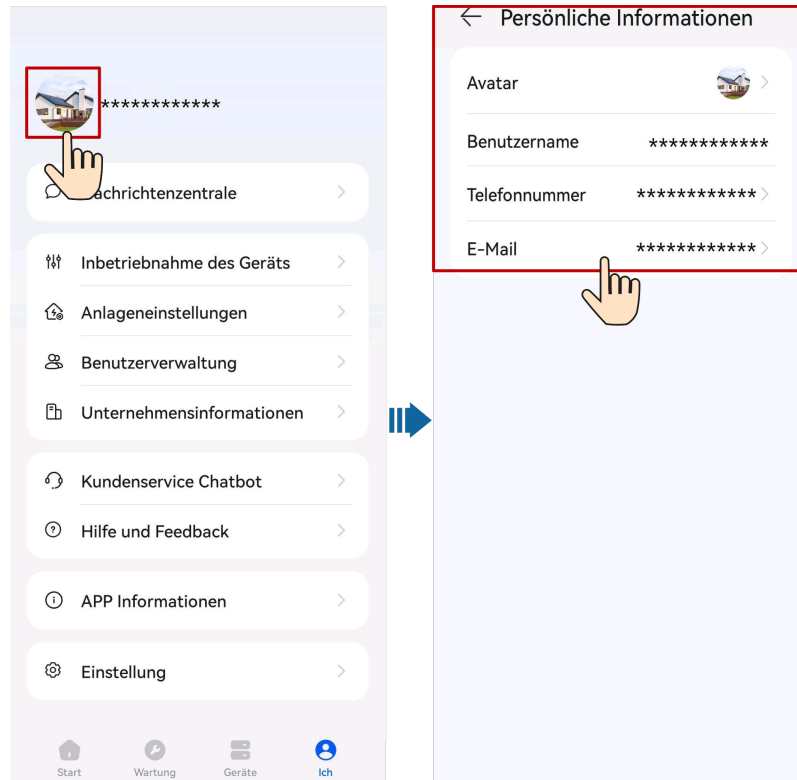 ************
Nachrichtenzentrale
Inbetriebnahme des Geräts
Anlageneinstellungen
Benutzerverwaltung
Unternehmensinformationen
Kundenservice Chatbot
Hilfe und Feedback
APP Informationen
Einstellung
Start Wartung Geräte Ich
Persönliche Informationen
Avatar
Benutzername ************
Telefonnummer ************
E-Mail ************